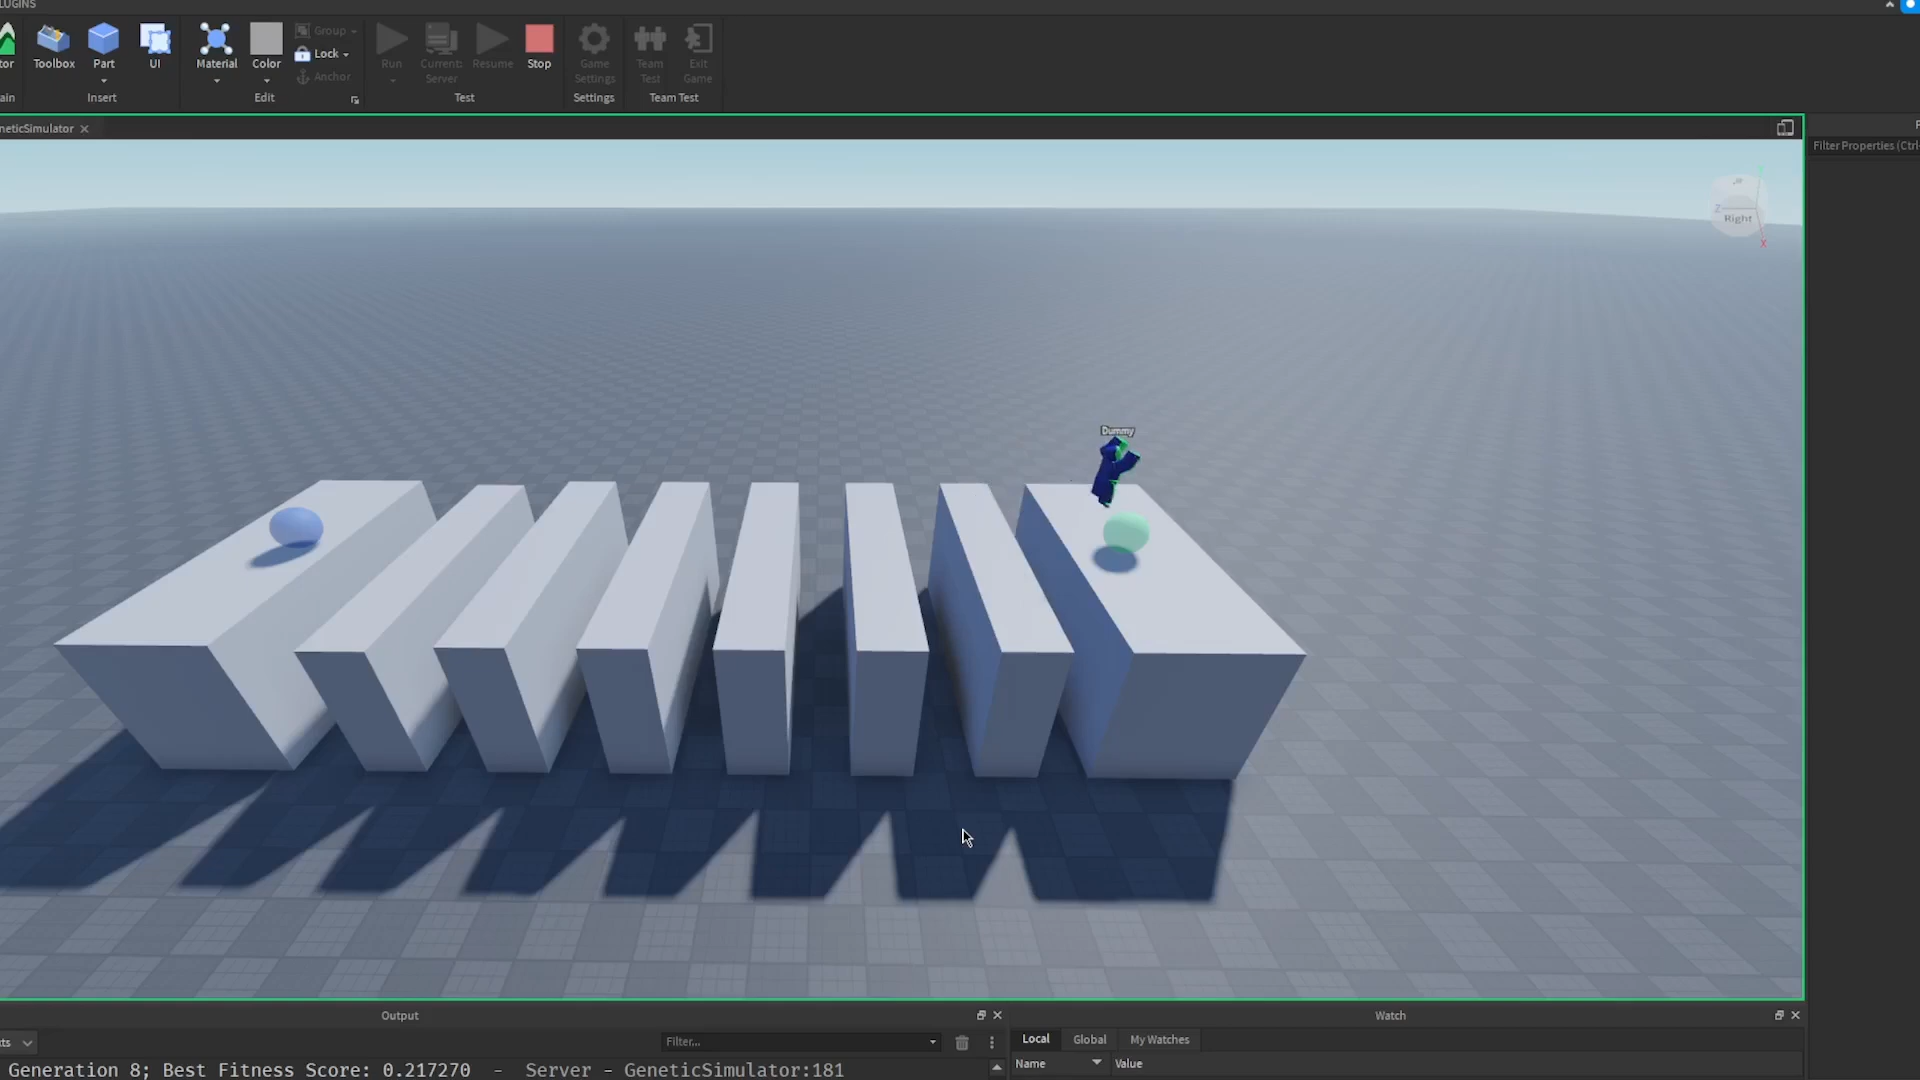 LUGINS
tor
Toolbox
Part
UI
Material
Color
Group
Lock
Anchor
Run
Current:
Server
Resume
Stop
Game
Settings
Team
Test
Exit
Game
ain
Insert
Edit
Test
Settings
Team Test
neticSimulator
P
Filter Properties (Ctrl-
Z
Right
X
Dummy
Output
Watch
ts
Filter...
Local
Global
My Watches
Generation 8; Best Fitness Score: 0.217270 - Server - GeneticSimulator:181
Name
Value